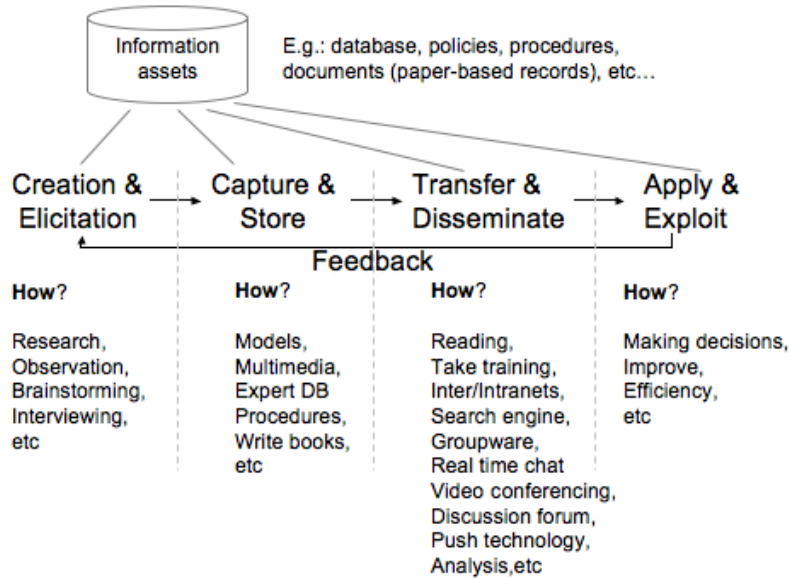 Information
assets
E.g.: database, policies, procedures,
documents (paper-based records), etc...
Creation &
Elicitation
Capture &
Store
Transfer &
Disseminate
Apply &
Exploit
Feedback
How?
Research,
Observation,
Brainstorming,
Interviewing,
etc
How?
Models,
Multimedia,
Expert DB
Procedures,
Write books,
etc
How?
Reading,
Take training,
Inter/Intranets,
Search engine,
Groupware,
Real time chat
Video conferencing,
Discussion forum,
Push technology,
Analysis,etc
How?
Making decisions,
Improve,
Efficiency,
etc